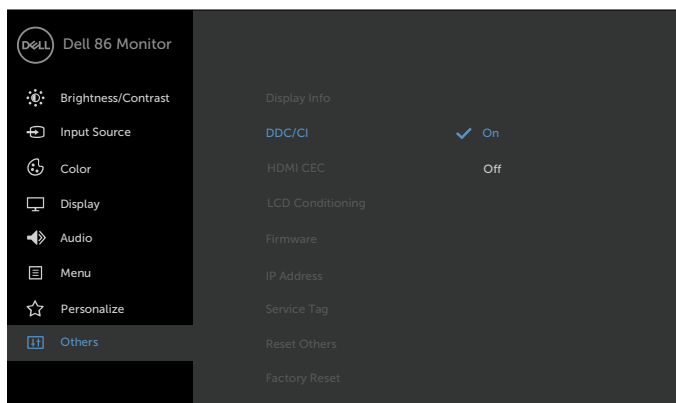 DELL
Dell 86 Monitor
Brightness/Contrast
Display Info
Input Source
DDC/CI
On
Color
HDMI CEC
Off
Display
LCD Conditioning
Audio
Firmware
Menu
IP Address
Personalize
Service Tag
Others
Reset Others
Factory Reset